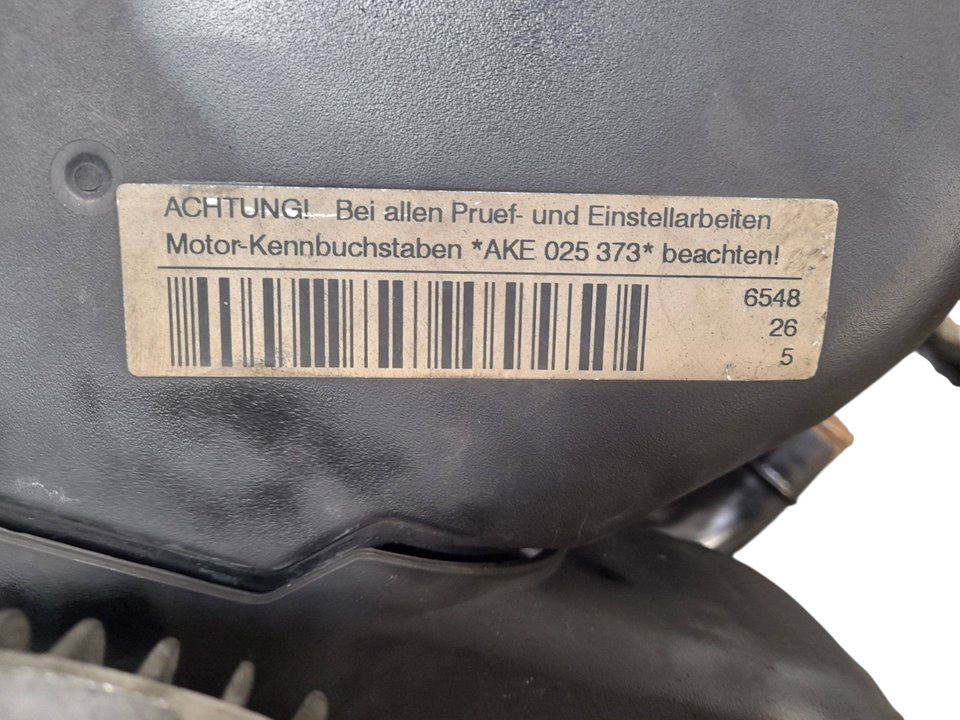 ACHTUNG! Bei allen Pruef- und Einstellarbeiten
Motor-Kennbuchstaben *AKE 025 373* beachten!
6548
26
5